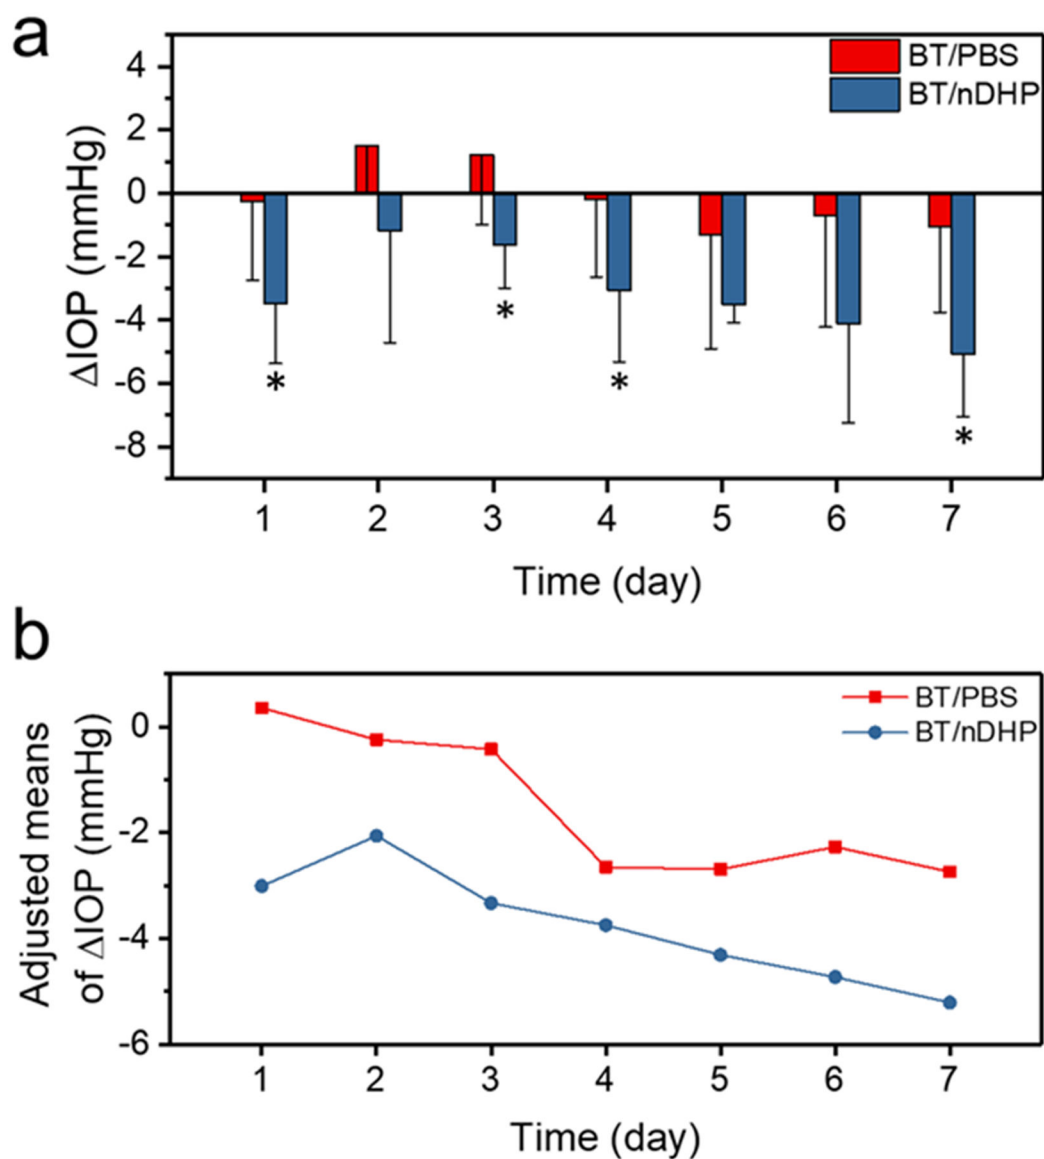 a
BT/PBS
BT/nDHP
ΔIOP (mmHg)
4
2
0
-2
-4
-6
-8
*
*
*
*
1 2 3 4 5 6 7
Time (day)
b
BT/PBS
BT/nDHP
Adjusted means
of ΔIOP (mmHg)
0
-2
-4
-6
1 2 3 4 5 6 7
Time (day)